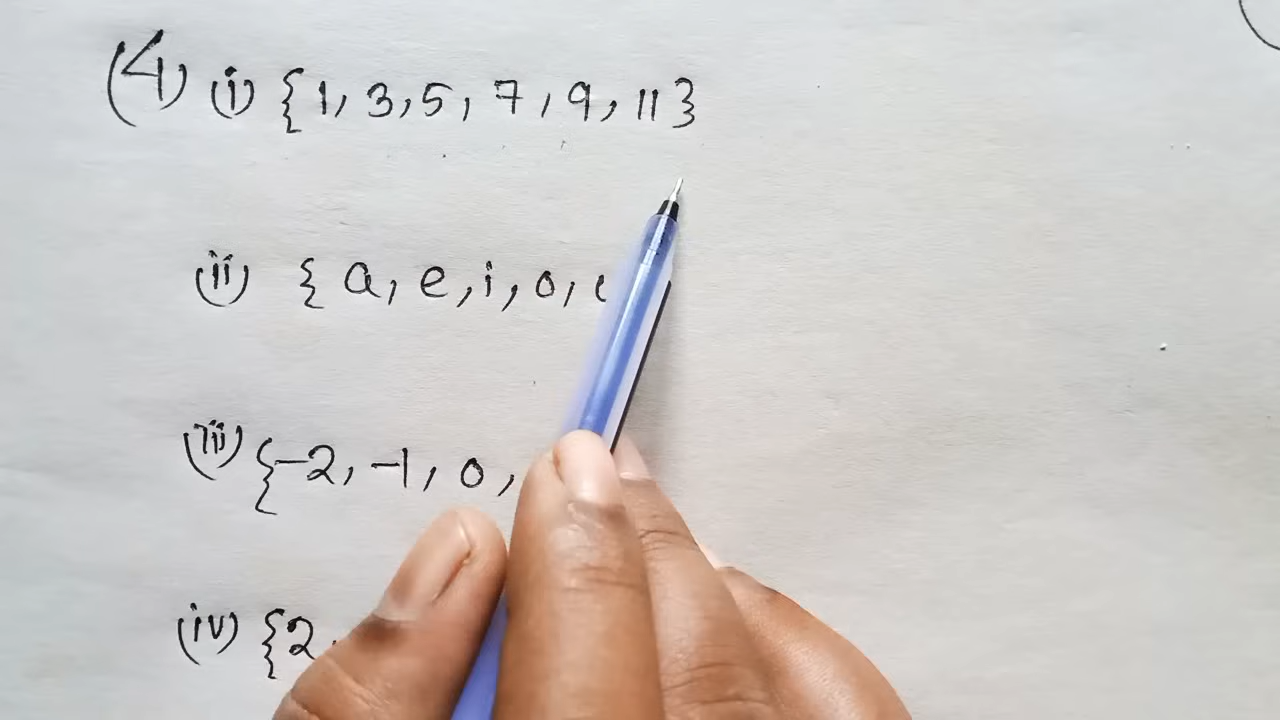 (4) (i) {1, 3, 5, 7, 9, 11}
(ii) { a, e, i, o,
(iii) {-2, -1, 0,
(iv) {2